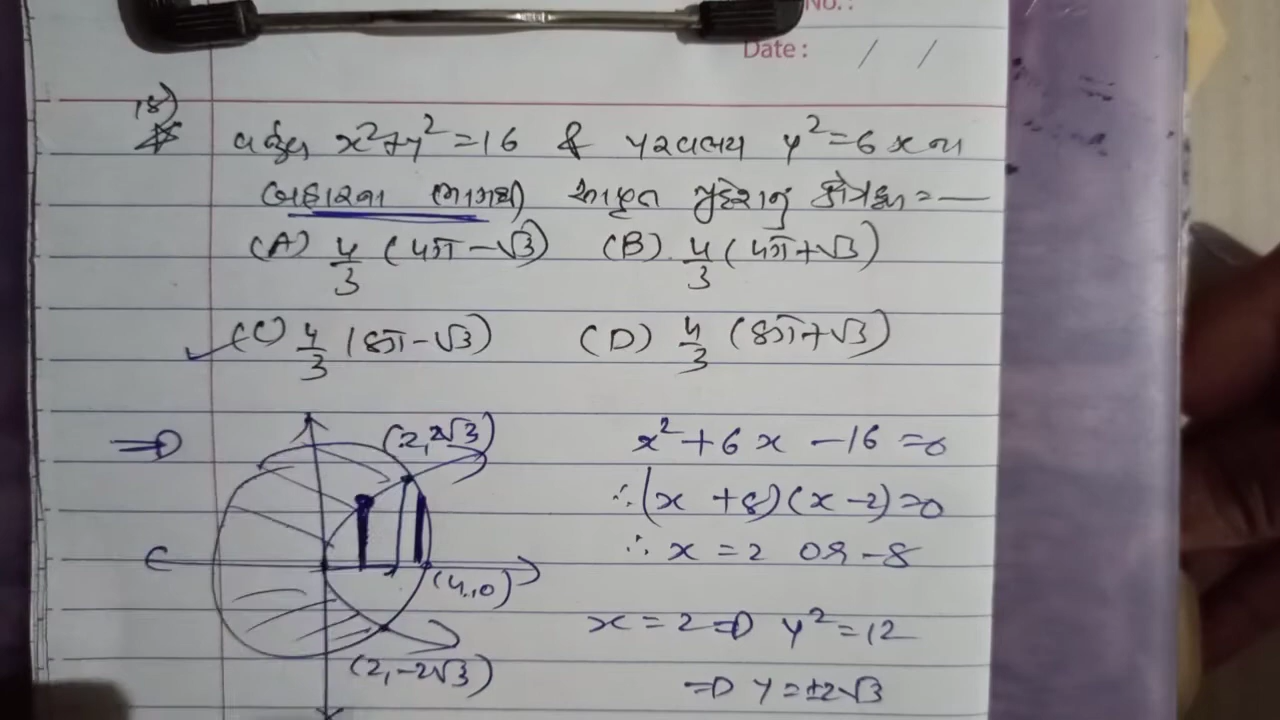 No.:
Date: / /
18)
વર્તુળ x²+y²=16 & પરવલય y²=6x ના
બહારના ભાગથી આવૃત પ્રદેશનું ક્ષેત્રફળ = —
(A) 4/3 (4π-√3) (B) 4/3 (4π+√3)
(C) 4/3 (8π-√3) (D) 4/3 (8π+√3)
(2, 2√3)
x²+6x-16=0
∴(x+8)(x-2)=0
∴ x=2 OR -8
(4,0)
x=2 ⇒ y²=12
(2,-2√3)
⇒ y=±2√3